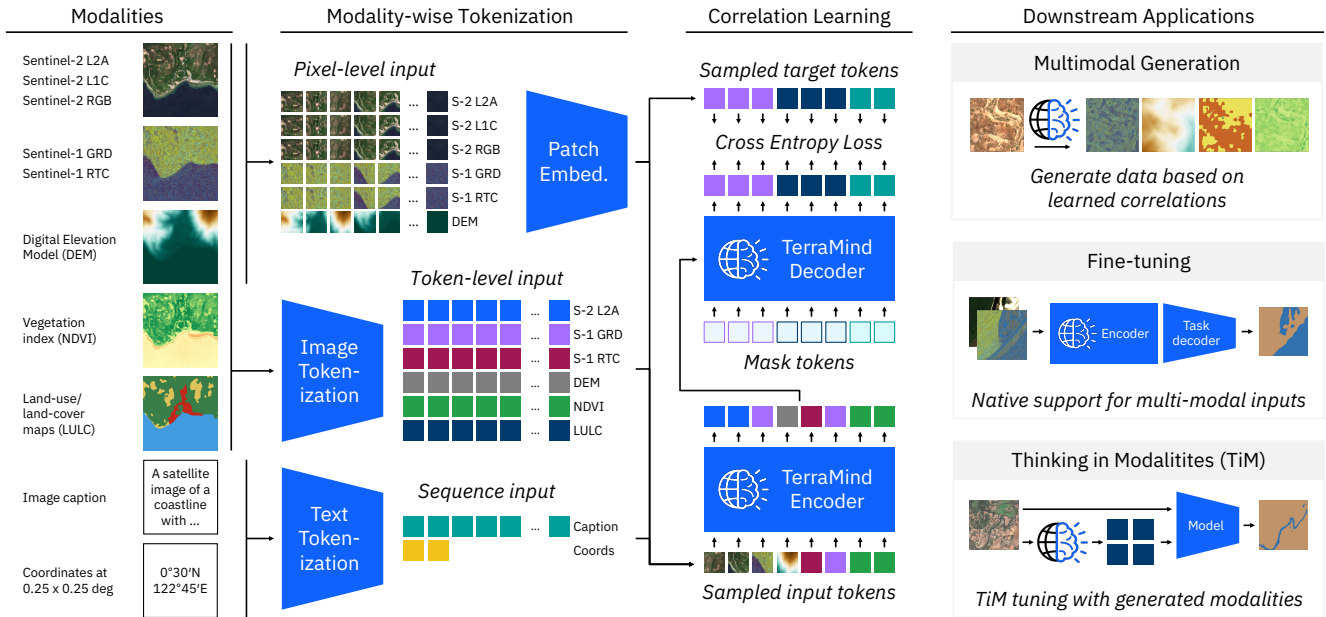 Modalities
Sentinel-2 L2A
Sentinel-2 L1C
Sentinel-2 RGB
Sentinel-1 GRD
Sentinel-1 RTC
Digital Elevation
Model (DEM)
Vegetation
index (NDVI)
Land-use/
land-cover
maps (LULC)
Image caption
A satellite
image of a
coastline
with ...
Coordinates at
0.25 x 0.25 deg
0°30′N
122°45′E
Modality-wise Tokenization
Pixel-level input
... S-2 L2A
... S-2 L1C
... S-2 RGB
... S-1 GRD
... S-1 RTC
... DEM
Patch
Embed.
Token-level input
Image
Token-
ization
... S-2 L2A
... S-1 GRD
... S-1 RTC
... DEM
... NDVI
... LULC
Sequence input
Text
Token-
ization
... Caption
Coords
Correlation Learning
Sampled target tokens
Cross Entropy Loss
TerraMind
Decoder
Mask tokens
TerraMind
Encoder
Sampled input tokens
Downstream Applications
Multimodal Generation
Generate data based on
learned correlations
Fine-tuning
Encoder
Task
decoder
Native support for multi-modal inputs
Thinking in Modalitites (TiM)
Model
TiM tuning with generated modalities